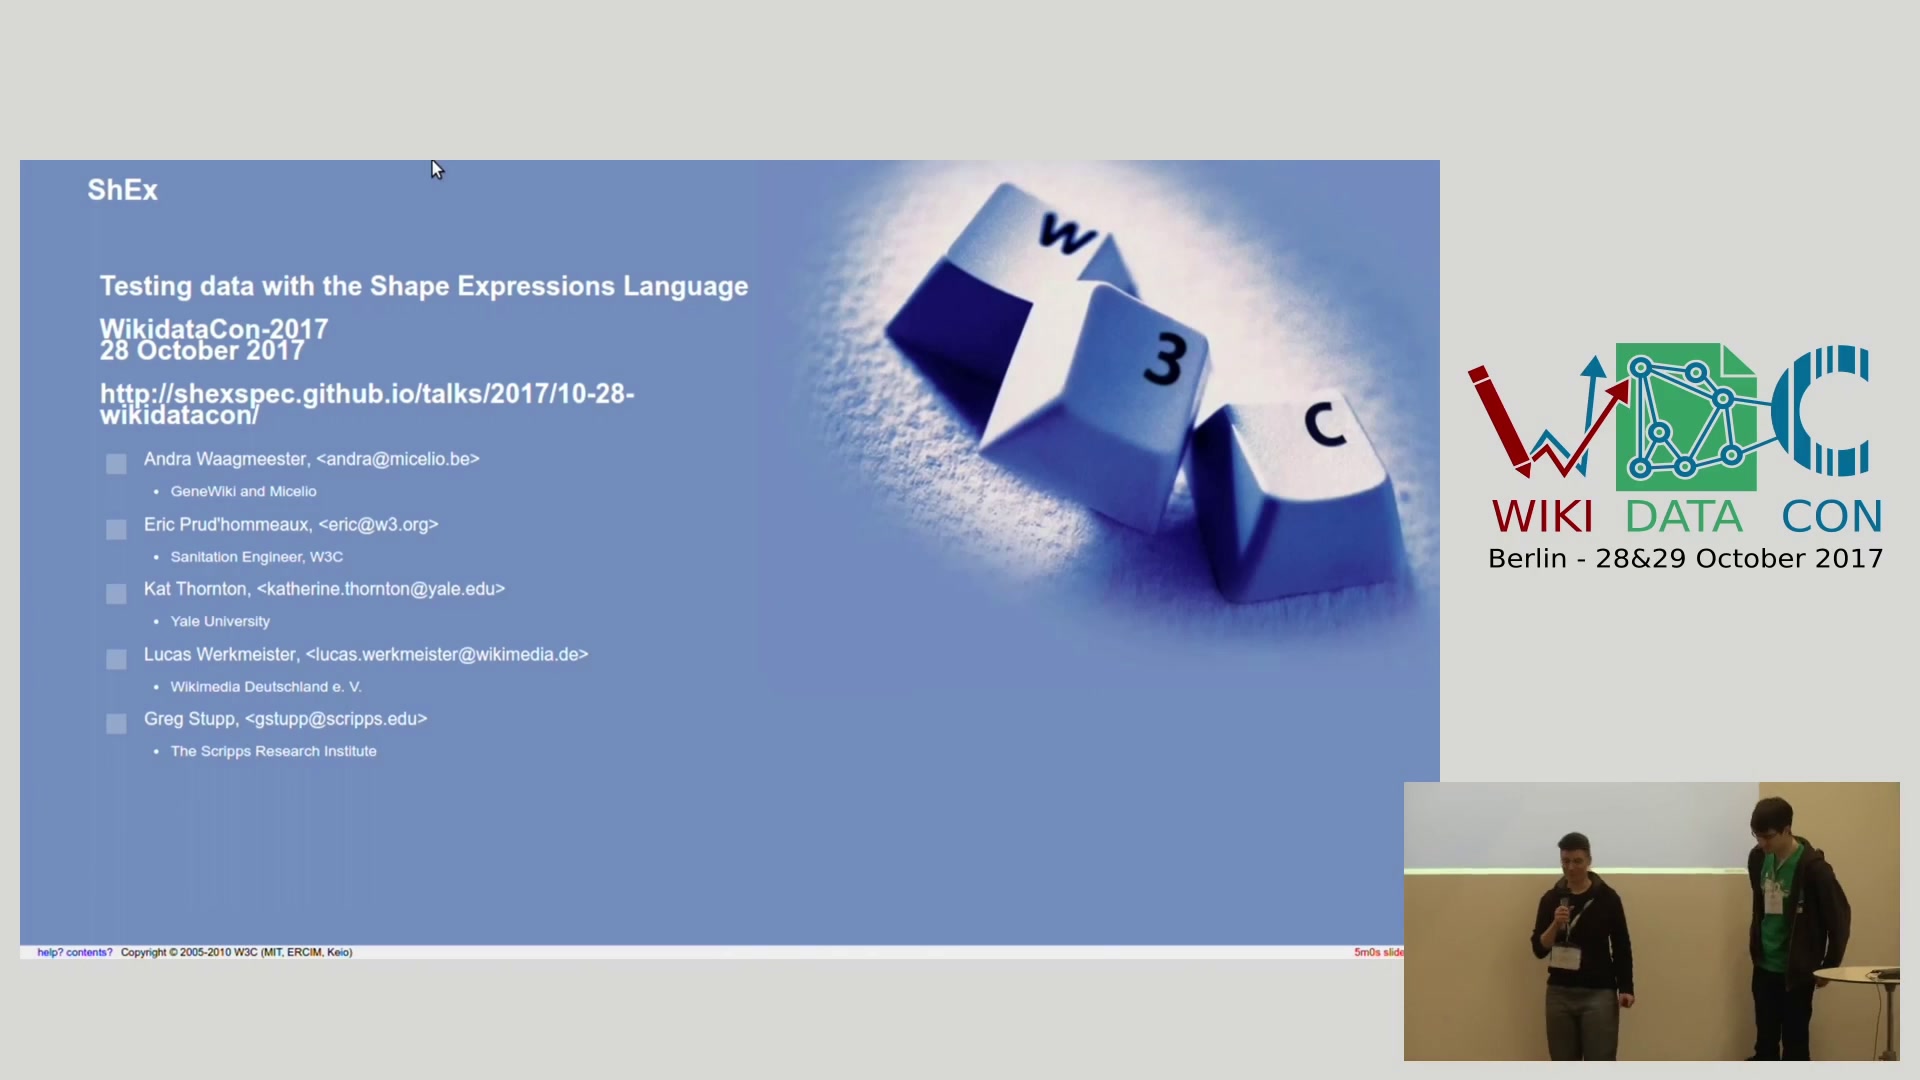 ShEx
Testing data with the Shape Expressions Language
WikidataCon-2017
28 October 2017
http://shexspec.github.io/talks/2017/10-28-
wikidatacon/
Andra Waagmeester, <andra@micelio.be>
• GeneWiki and Micelio
Eric Prud'hommeaux, <eric@w3.org>
• Sanitation Engineer, W3C
Kat Thornton, <katherine.thornton@yale.edu>
• Yale University
Lucas Werkmeister, <lucas.werkmeister@wikimedia.de>
• Wikimedia Deutschland e. V.
Greg Stupp, <gstupp@scripps.edu>
• The Scripps Research Institute
help? contents? Copyright © 2005-2010 W3C (MIT, ERCIM, Keio)
5m0s slide
W
3
C
WDC
WIKI DATA CON
Berlin - 28&29 October 2017